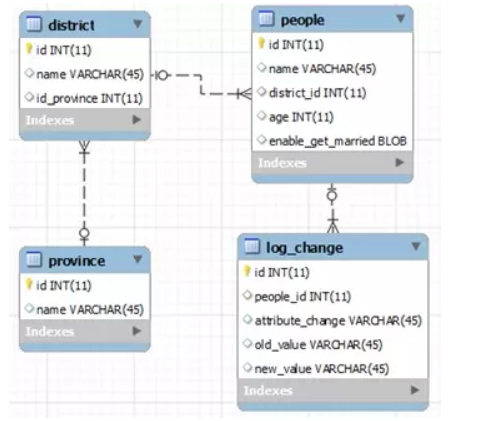 district
id INT(11)
name VARCHAR(45)
id_province INT(11)
Indexes
people
id INT(11)
name VARCHAR(45)
district_id INT(11)
age INT(11)
enable_get_married BLOB
Indexes
province
id INT(11)
name VARCHAR(45)
Indexes
log_change
id INT(11)
people_id INT(11)
attribute_change VARCHAR(45)
old_value VARCHAR(45)
new_value VARCHAR(45)
Indexes